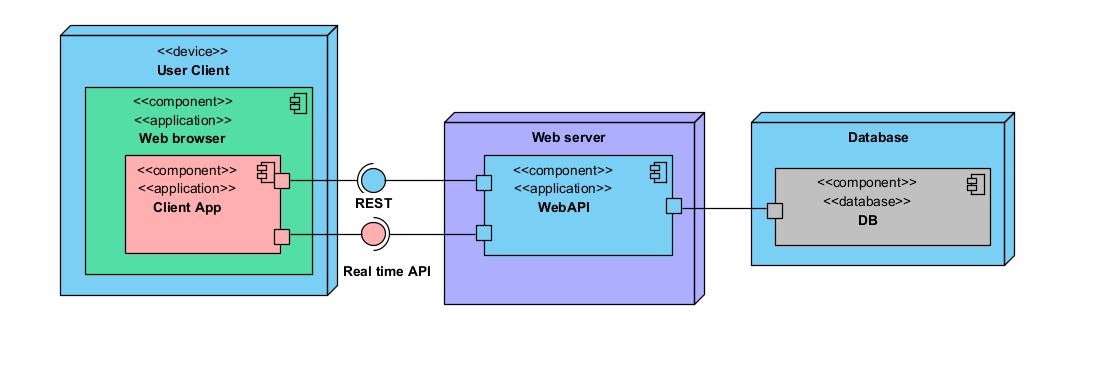 <<device>>
User Client
<<component>>
<<application>>
Web browser
<<component>>
<<application>>
Client App
REST
Real time API
Web server
<<component>>
<<application>>
WebAPI
Database
<<component>>
<<database>>
DB